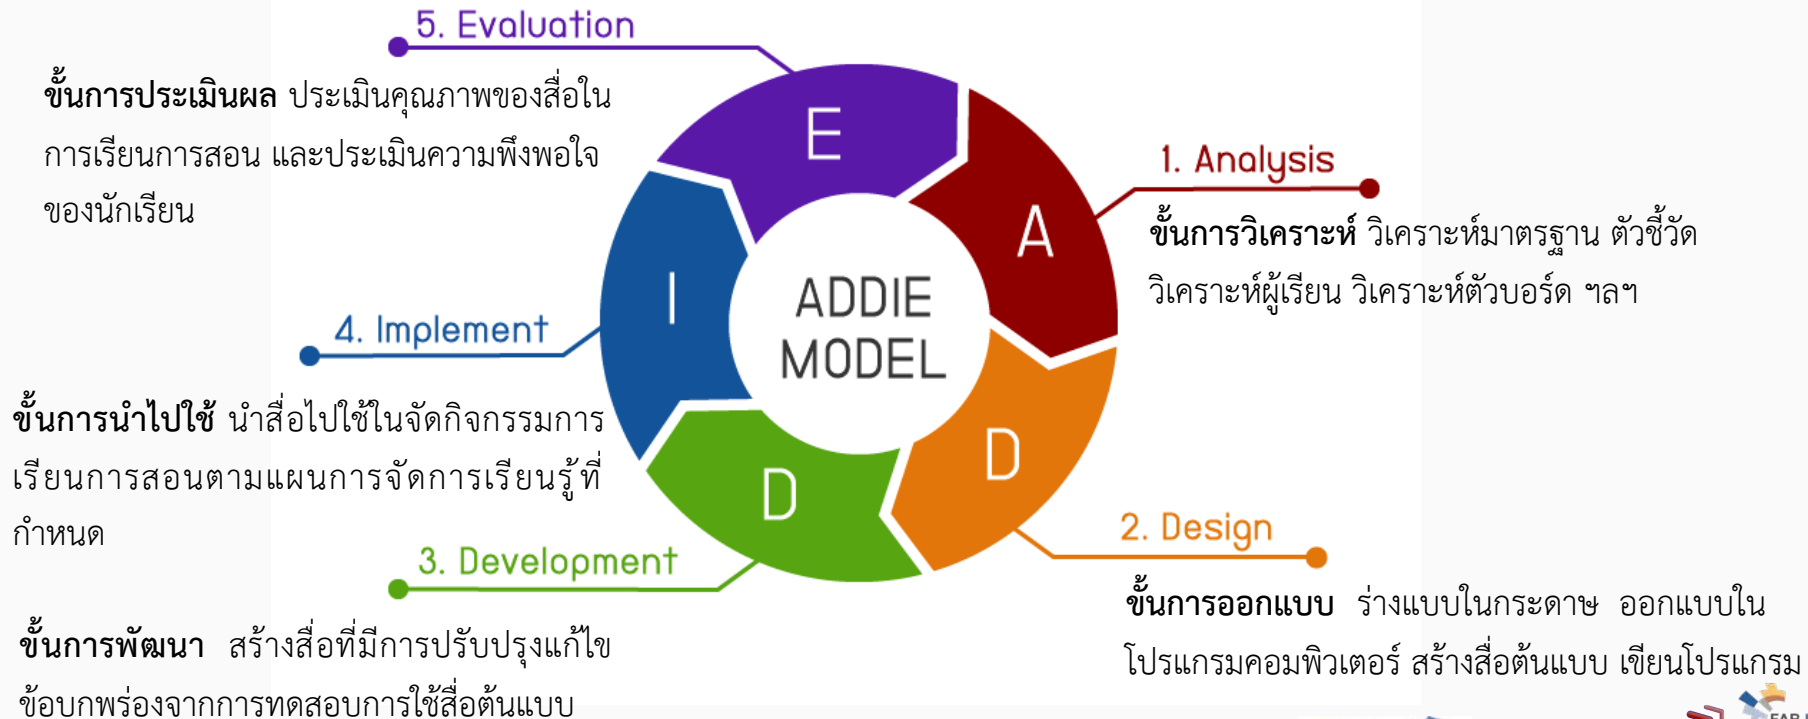 5. Evaluation
ขั้นการประเมินผล ประเมินคุณภาพของสื่อใน
การเรียนการสอน และประเมินความพึงพอใจ
ของนักเรียน
E
1. Analysis
A
ขั้นการวิเคราะห์ วิเคราะห์มาตรฐาน ตัวชี้วัด
วิเคราะห์ผู้เรียน วิเคราะห์ตัวบอร์ด ฯลฯ
I
ADDIE
MODEL
4. Implement
ขั้นการนำไปใช้ นำสื่อไปใช้ในจัดกิจกรรมการ
เรียนการสอนตามแผนการจัดการเรียนรู้ที่
กำหนด
D
D
2. Design
ขั้นการออกแบบ ร่างแบบในกระดาษ ออกแบบใน
โปรแกรมคอมพิวเตอร์ สร้างสื่อต้นแบบ เขียนโปรแกรม
3. Development
ขั้นการพัฒนา สร้างสื่อที่มีการปรับปรุงแก้ไข
ข้อบกพร่องจากการทดสอบการใช้สื่อต้นแบบ